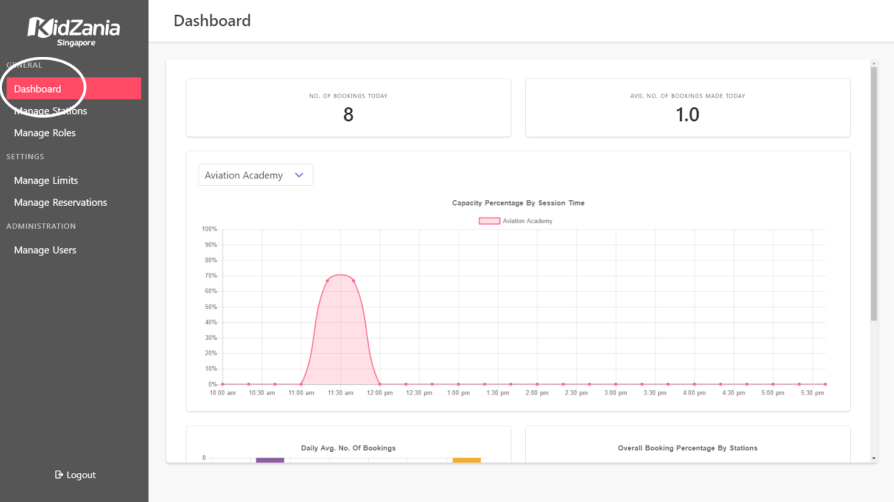 KidZania
Singapore
GENERAL
Dashboard
Manage Stations
Manage Roles
SETTINGS
Manage Limits
Manage Reservations
ADMINISTRATION
Manage Users
Logout
Dashboard
NO. OF BOOKINGS TODAY
8
AVG. NO. OF BOOKINGS MADE TODAY
1.0
Aviation Academy
Capacity Percentage By Session Time
Aviation Academy
100%
90%
80%
70%
60%
50%
40%
30%
20%
10%
0%
10:00 am 10:30 am 11:00 am 11:30 am 12:00 pm 12:30 pm 1:00 pm 1:30 pm 2:00 pm 2:30 pm 3:00 pm 3:30 pm 4:00 pm 4:30 pm 5:00 pm 5:30 pm
Daily Avg. No. Of Bookings
8
Overall Booking Percentage By Stations